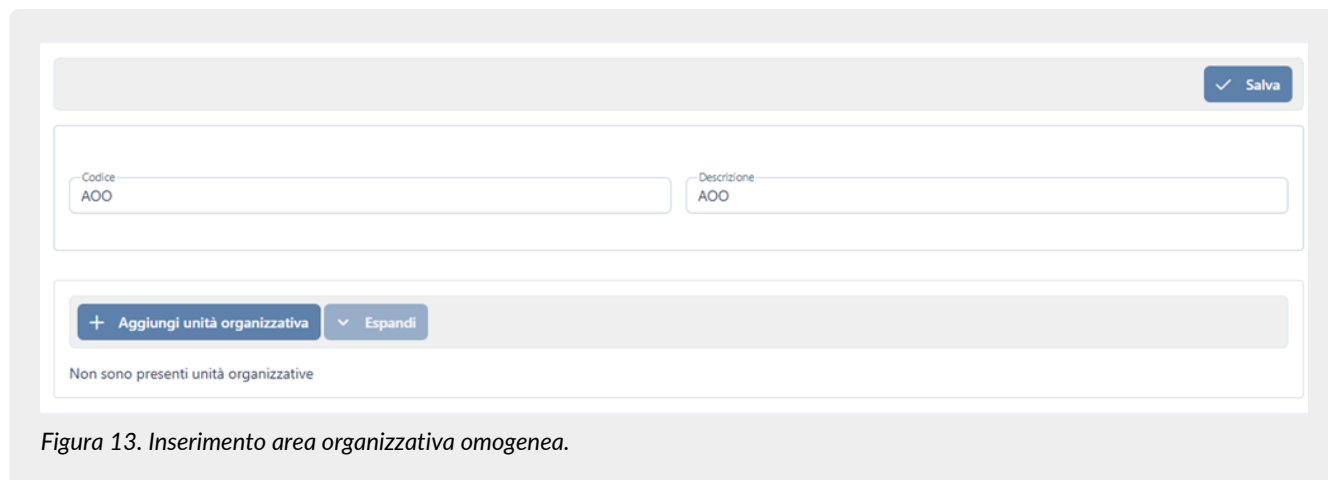 Salva
Codice
AOO
Descrizione
AOO
Aggiungi unità organizzativa
Espandi
Non sono presenti unità organizzative
Figura 13. Inserimento area organizzativa omogenea.